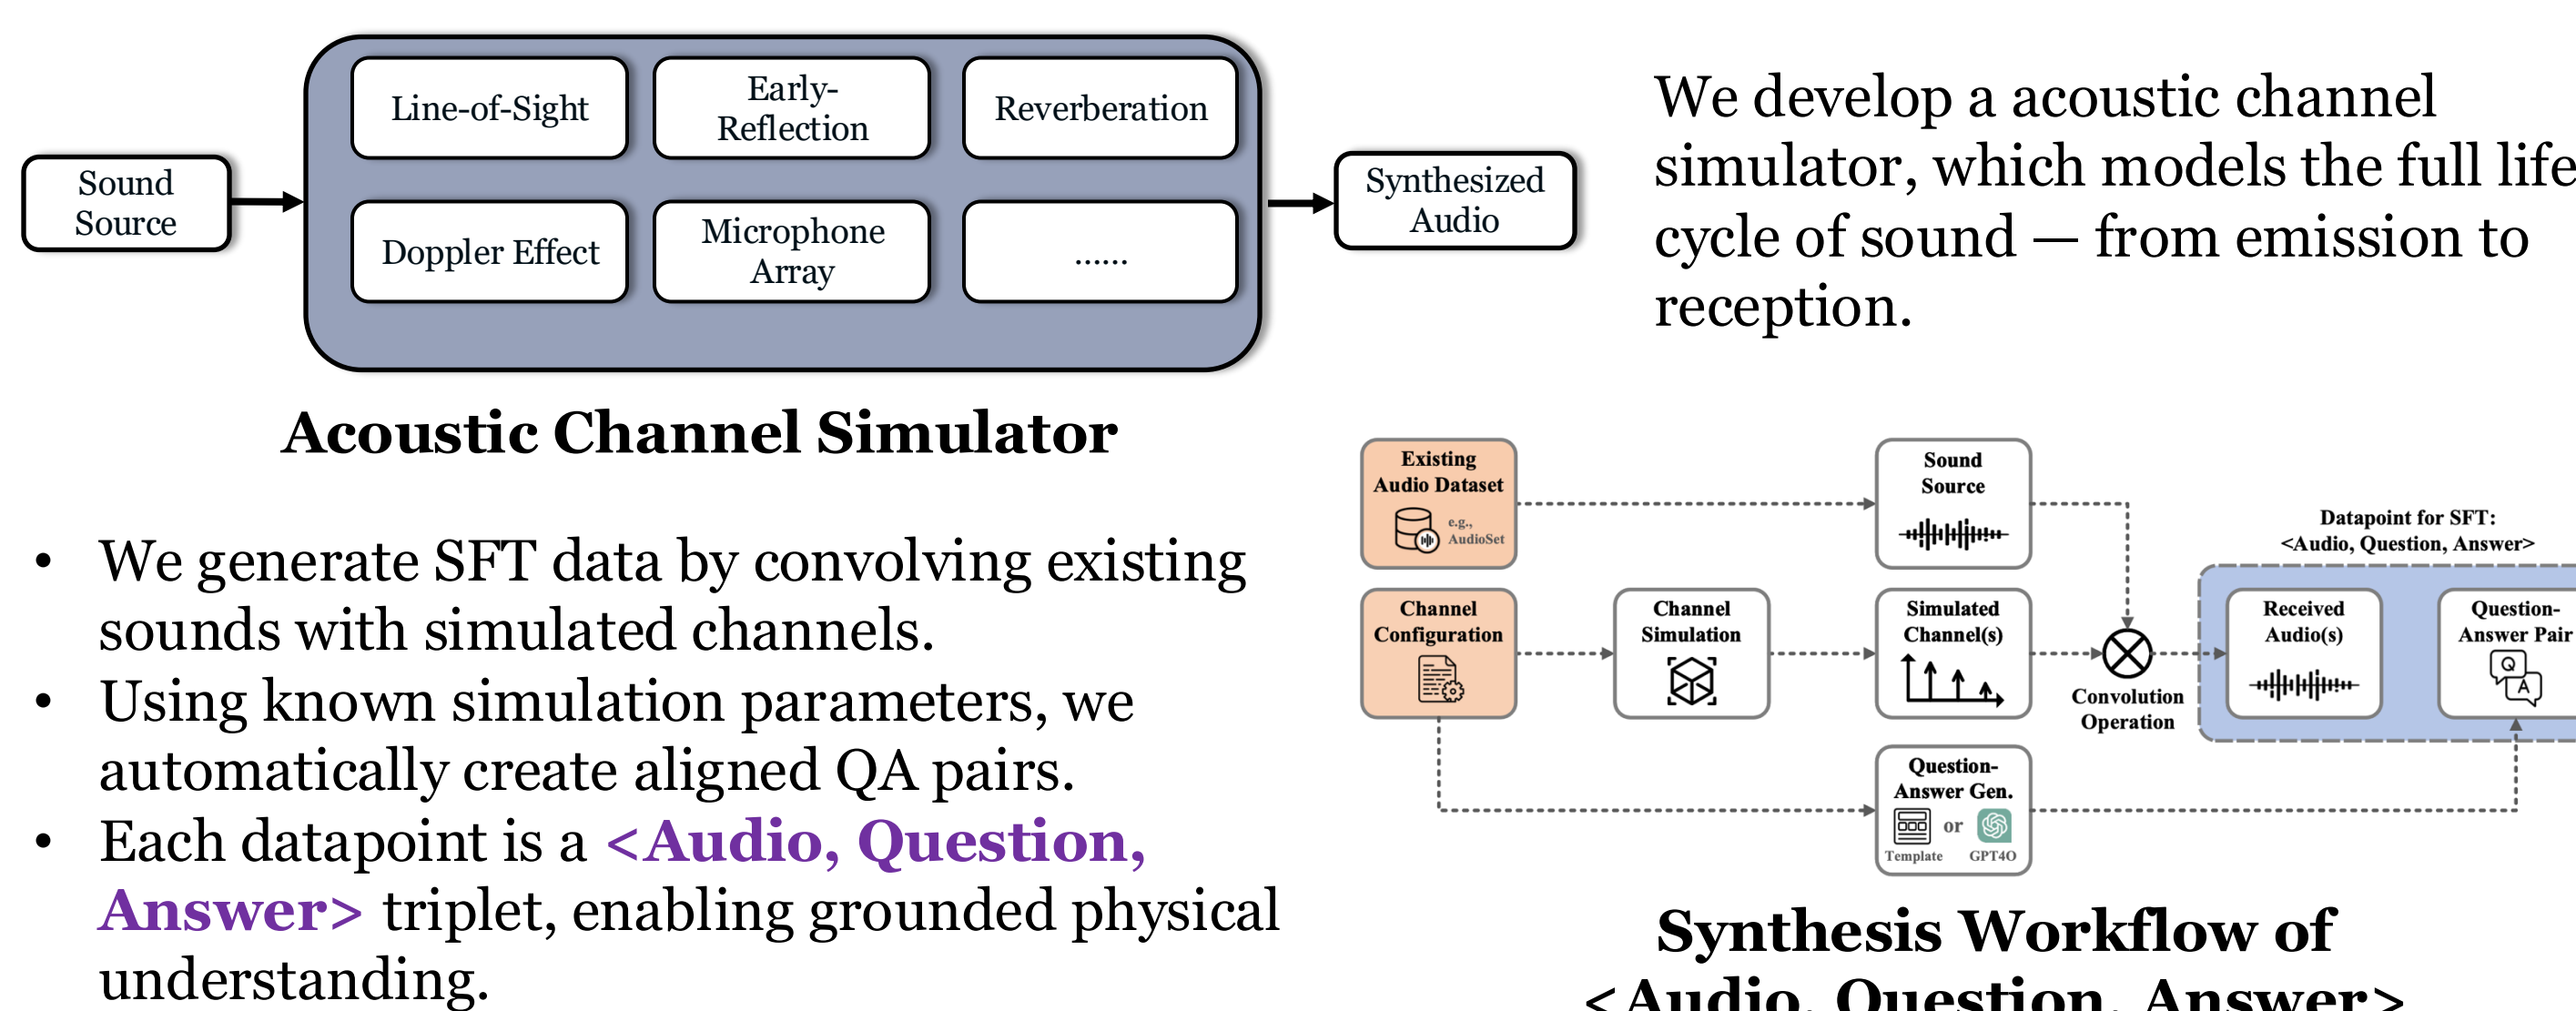 Sound
Source
Line-of-Sight
Early-
Reflection
Reverberation
Doppler Effect
Microphone
Array
......
Synthesized
Audio
Acoustic Channel Simulator
We develop a acoustic channel
simulator, which models the full life
cycle of sound — from emission to
reception.
• We generate SFT data by convolving existing
sounds with simulated channels.
• Using known simulation parameters, we
automatically create aligned QA pairs.
• Each datapoint is a <Audio, Question,
Answer> triplet, enabling grounded physical
understanding.
Existing
Audio Dataset
e.g.,
AudioSet
Sound
Source
Datapoint for SFT:
<Audio, Question, Answer>
Channel
Configuration
Channel
Simulation
Simulated
Channel(s)
Convolution
Operation
Received
Audio(s)
Question-
Answer Pair
Q
A
Question-
Answer Gen.
or
Template
GPT4O
Synthesis Workflow of
<Audio, Question, Answer>